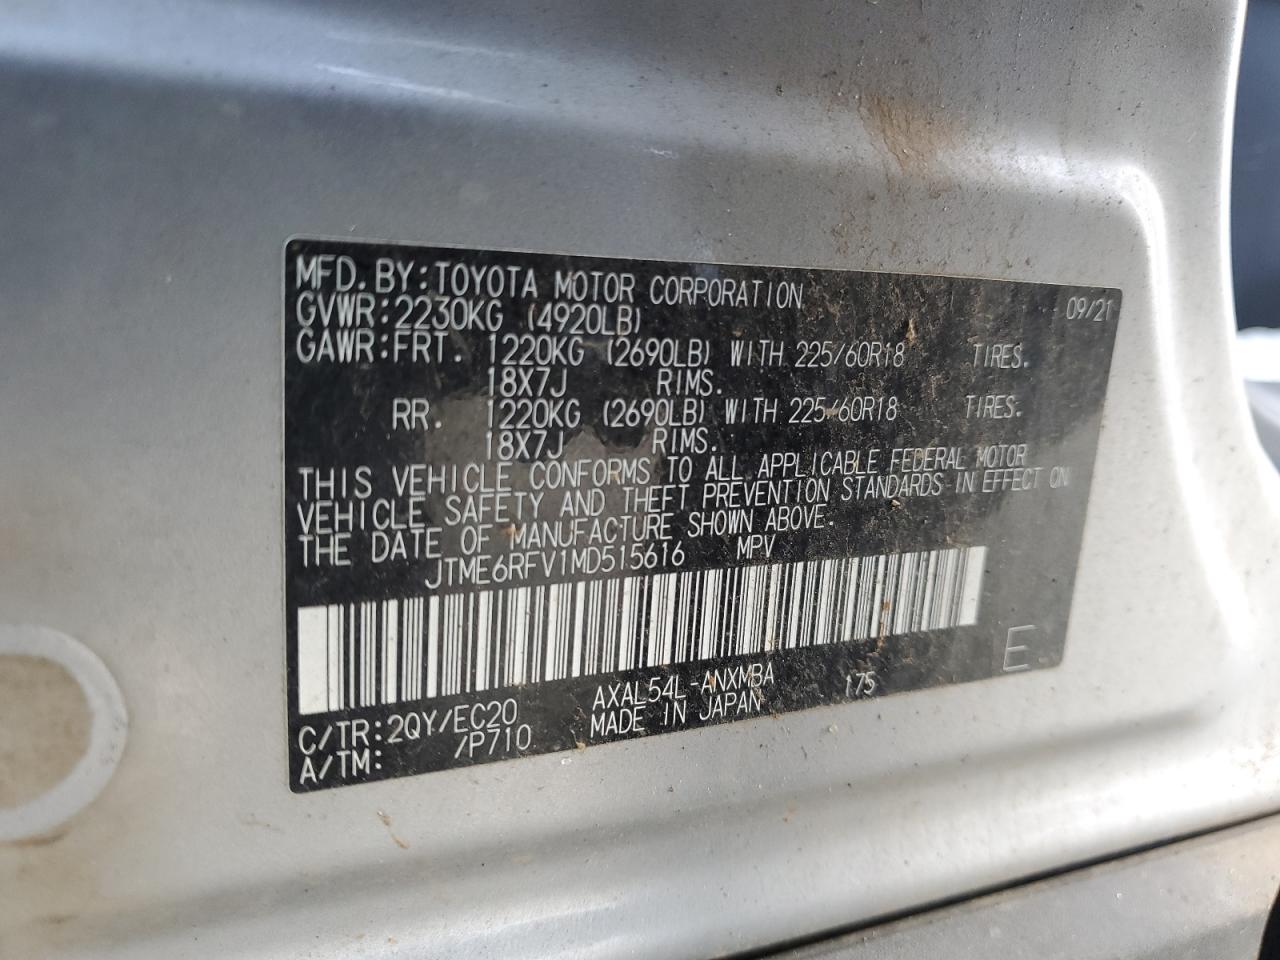 MFD. BY: TOYOTA MOTOR CORPORATION 09/21
GVWR: 2230KG (4920LB)
GAWR: FRT. 1220KG (2690LB) WITH 225/60R18 TIRES.
18X7J RIMS.
RR. 1220KG (2690LB) WITH 225/60R18 TIRES.
18X7J RIMS.
THIS VEHICLE CONFORMS TO ALL APPLICABLE FEDERAL MOTOR
VEHICLE SAFETY AND THEFT PREVENTION STANDARDS IN EFFECT ON
THE DATE OF MANUFACTURE SHOWN ABOVE.
JTME6RFV1MD515616 MPV
E
C/TR: 2QY/EC20 AXAL54L-ANXMBA 175
A/TM: /P710 MADE IN JAPAN